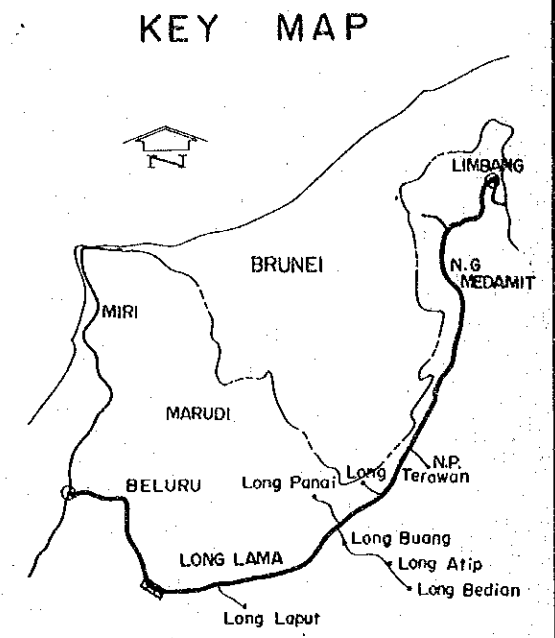 KEY MAP
N
LIMBANG
BRUNEI
N.G
MEDAMIT
MIRI
MARUDI
N.P.
Terawan
Long
Long Panai
BELURU
Long Buang
LONG LAMA
Long Atip
Long Bedian
Long Laput